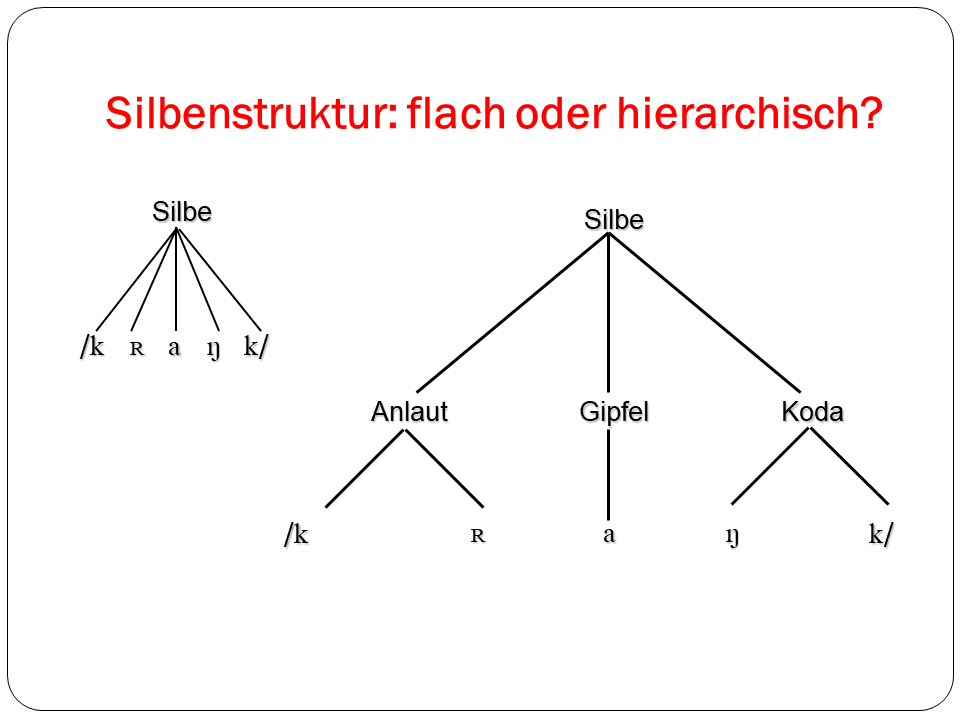 Silbenstruktur: flach oder hierarchisch?
Silbe
/k ʀ a ŋ k/
Silbe
Anlaut Gipfel Koda
/k ʀ a ŋ k/